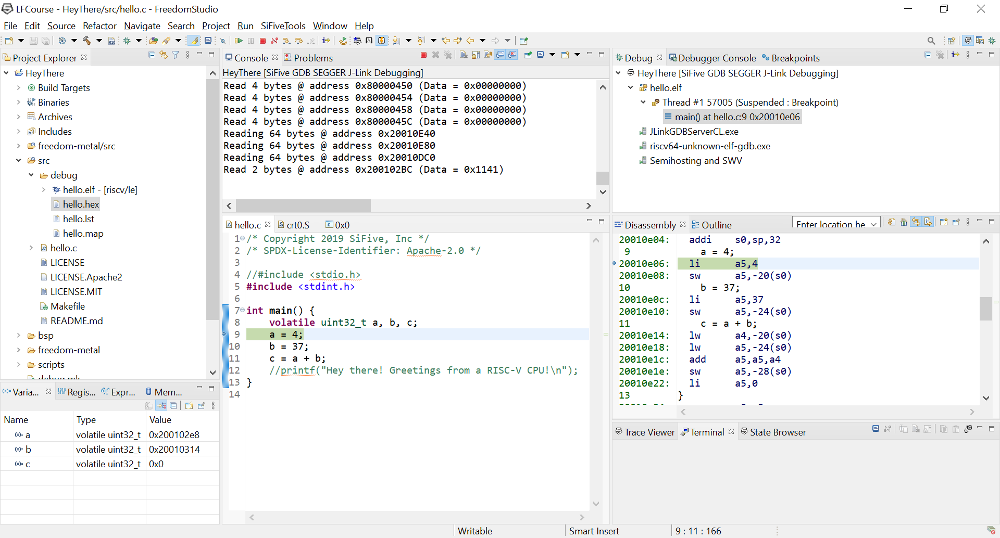 LFCourse - HeyThere/src/hello.c - FreedomStudio
File Edit Source Refactor Navigate Search Project Run SiFiveTools Window Help
Project Explorer
HeyThere
Build Targets
Binaries
Archives
Includes
freedom-metal/src
src
debug
hello.elf - [riscv/le]
hello.hex
hello.lst
hello.map
hello.c
LICENSE
LICENSE.Apache2
LICENSE.MIT
Makefile
README.md
bsp
freedom-metal
scripts
debug.mk
Console Problems
HeyThere [SiFive GDB SEGGER J-Link Debugging]
Read 4 bytes @ address 0x80000450 (Data = 0x00000000)
Read 4 bytes @ address 0x80000454 (Data = 0x00000000)
Read 4 bytes @ address 0x80000458 (Data = 0x00000000)
Read 4 bytes @ address 0x8000045C (Data = 0x00000000)
Reading 64 bytes @ address 0x20010E40
Reading 64 bytes @ address 0x20010E80
Reading 64 bytes @ address 0x20010DC0
Read 2 bytes @ address 0x200102BC (Data = 0x1141)
Debug Debugger Console Breakpoints
HeyThere [SiFive GDB SEGGER J-Link Debugging]
hello.elf
Thread #1 57005 (Suspended : Breakpoint)
main() at hello.c:9 0x20010e06
JLinkGDBServerCL.exe
riscv64-unknown-elf-gdb.exe
Semihosting and SWV
hello.c crt0.S 0x0
1 /* Copyright 2019 SiFive, Inc */
2 /* SPDX-License-Identifier: Apache-2.0 */
3
4 //#include <stdio.h>
5 #include <stdint.h>
6
7 int main() {
8 volatile uint32_t a, b, c;
9 a = 4;
10 b = 37;
11 c = a + b;
12 //printf("Hey there! Greetings from a RISC-V CPU!\n");
13 }
14
Disassembly Outline Enter location he
20010e04: addi s0,sp,32
9 a = 4;
20010e06: li a5,4
20010e08: sw a5,-20(s0)
10 b = 37;
20010e0c: li a5,37
20010e10: sw a5,-24(s0)
11 c = a + b;
20010e14: lw a4,-20(s0)
20010e18: lw a5,-24(s0)
20010e1c: add a5,a5,a4
20010e1e: sw a5,-28(s0)
20010e22: li a5,0
13 }
Varia... Regis... Expr... Mem...
Name Type Value
a volatile uint32_t 0x200102e8
b volatile uint32_t 0x20010314
c volatile uint32_t 0x0
Trace Viewer Terminal State Browser
Writable Smart Insert 9 : 11 : 166